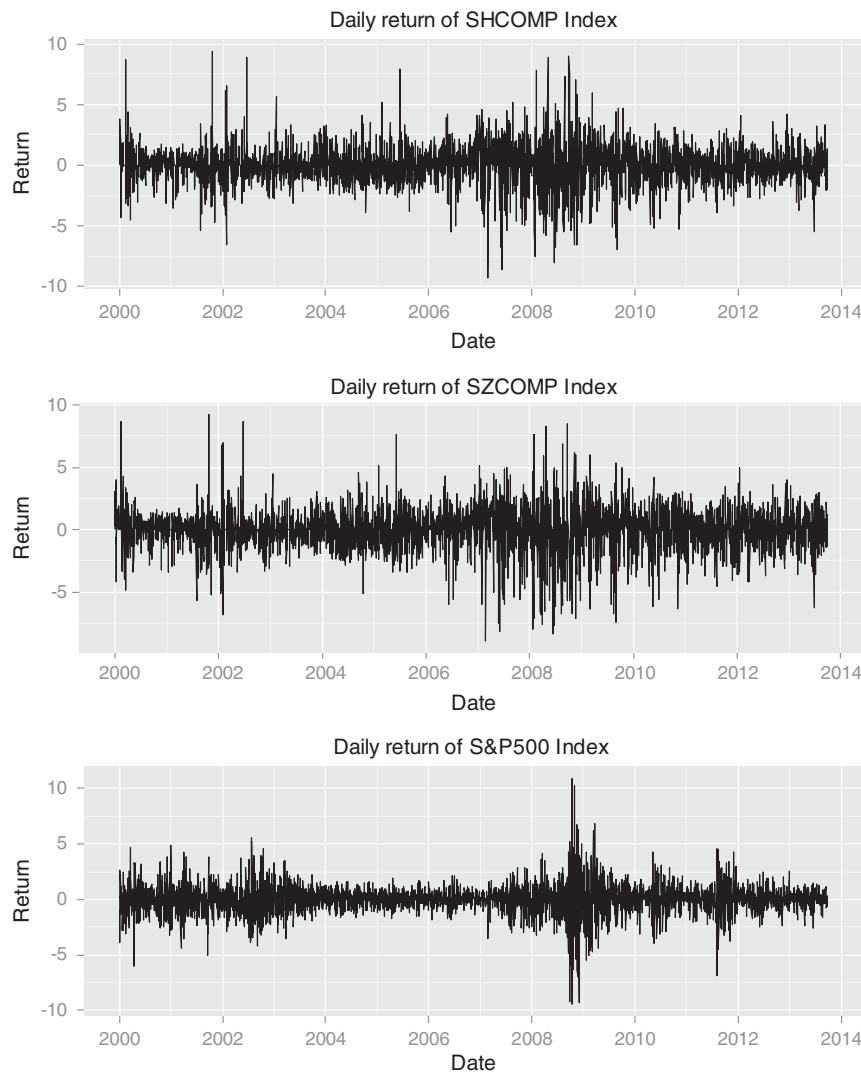 Daily return of SHCOMP Index
10
5
0
-5
-10
Return
2000 2002 2004 2006 2008 2010 2012 2014
Date
Daily return of SZCOMP Index
10
5
0
-5
Return
2000 2002 2004 2006 2008 2010 2012 2014
Date
Daily return of S&P500 Index
10
5
0
-5
-10
Return
2000 2002 2004 2006 2008 2010 2012 2014
Date